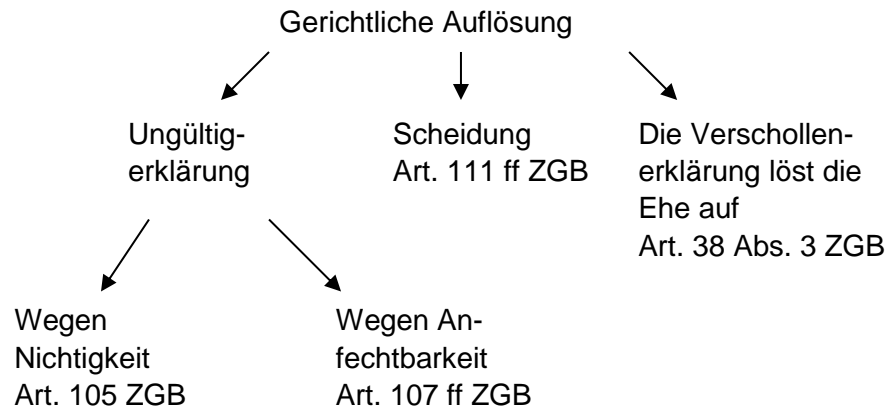 Gerichtliche Auflösung
Ungültig-
erklärung
Scheidung
Art. 111 ff ZGB
Die Verschollen-
erklärung löst die
Ehe auf
Art. 38 Abs. 3 ZGB
Wegen
Nichtigkeit
Art. 105 ZGB
Wegen An-
fechtbarkeit
Art. 107 ff ZGB